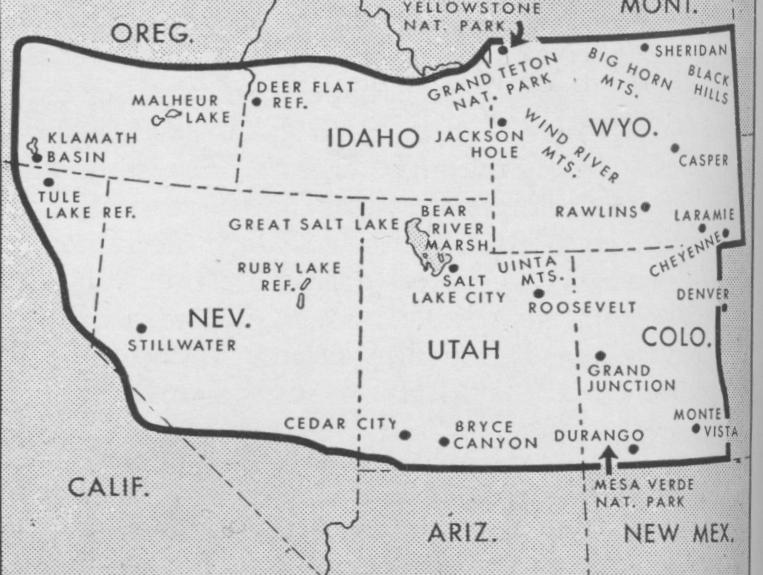 YELLOWSTONE
NAT. PARK
MONT.
OREG.
SHERIDAN
BIG HORN
MTS.
BLACK
HILLS
GRAND TETON
NAT. PARK
DEER FLAT
REF.
MALHEUR
LAKE
IDAHO
JACKSON
HOLE
WIND RIVER
MTS.
WYO.
KLAMATH
BASIN
CASPER
TULE
LAKE REF.
RAWLINS
LARAMIE
CHEYENNE
GREAT SALT LAKE
BEAR
RIVER
MARSH
RUBY LAKE
REF.
SALT
LAKE CITY
UINTA
MTS.
ROOSEVELT
DENVER
NEV.
STILLWATER
UTAH
COLO.
GRAND
JUNCTION
CEDAR CITY
BRYCE
CANYON
DURANGO
MONTE
VISTA
MESA VERDE
NAT. PARK
CALIF.
ARIZ.
NEW MEX.